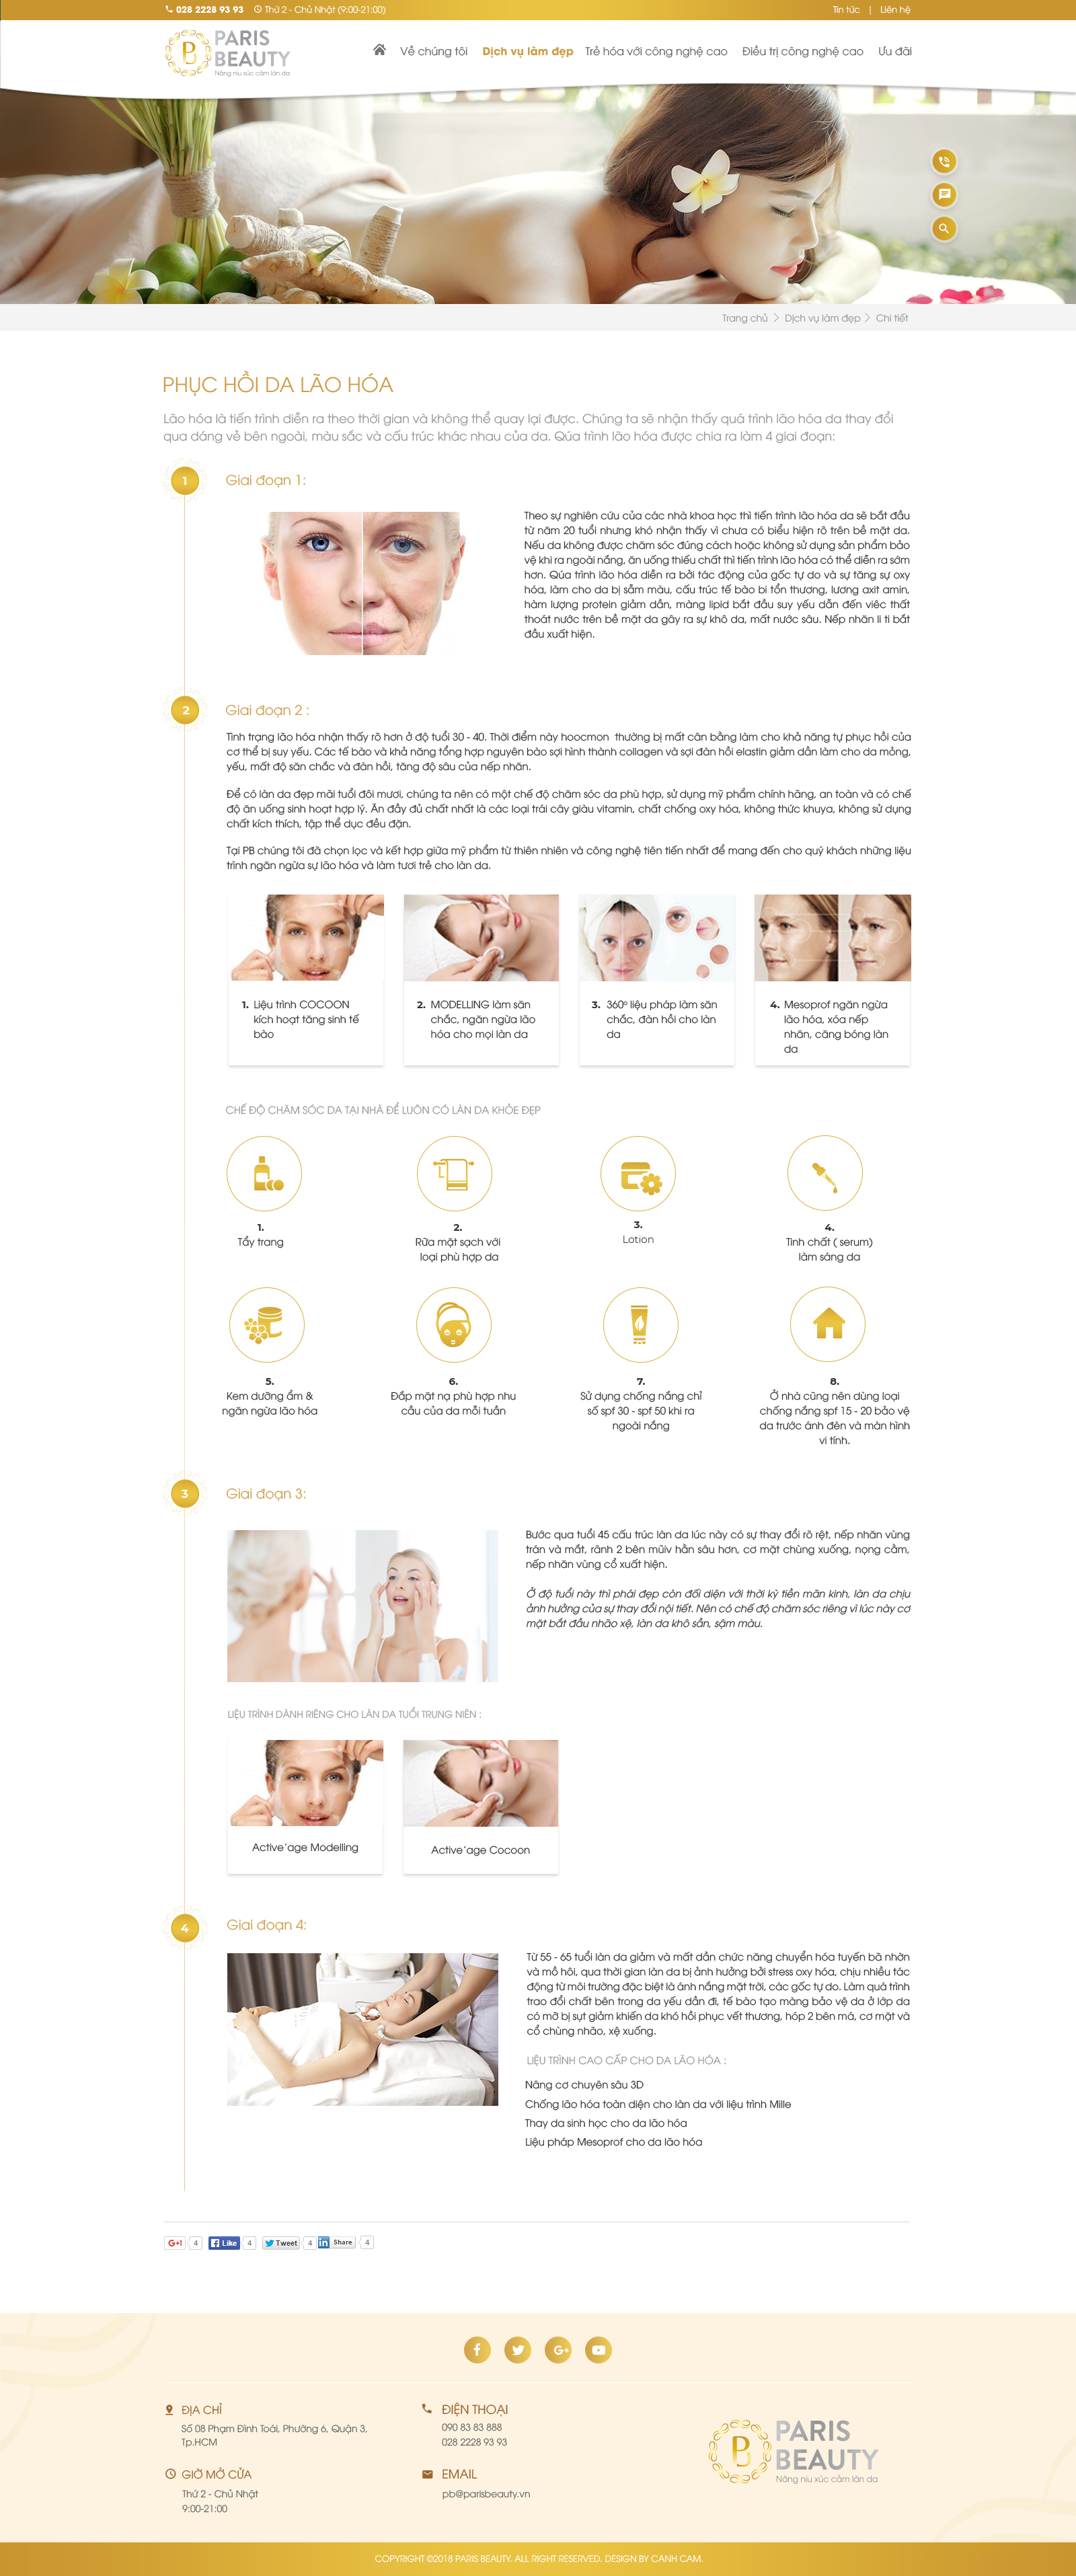 028 2228 93 93 Thứ 2 - Chủ Nhật (9:00-21:00) Tin tức | Liên hệ
PARIS
BEAUTY
Nâng niu xúc cảm làn da
Về chúng tôi Dịch vụ làm đẹp Trẻ hóa với công nghệ cao Điều trị công nghệ cao Ưu đãi
Trang chủ > Dịch vụ làm đẹp > Chi tiết
PHỤC HỒI DA LÃO HÓA
Lão hóa là tiến trình diễn ra theo thời gian và không thể quay lại được. Chúng ta sẽ nhận thấy quá trình lão hóa da thay đổi
qua dáng vẻ bên ngoài, màu sắc và cấu trúc khác nhau của da. Qúa trình lão hóa được chia ra làm 4 giai đoạn:
1
Giai đoạn 1:
Theo sự nghiên cứu của các nhà khoa học thì tiến trình lão hóa da sẽ bắt đầu
từ năm 20 tuổi nhưng khó nhận thấy vì chưa có biểu hiện rõ trên bề mặt da.
Nếu da không được chăm sóc đúng cách hoặc không sử dụng sản phẩm bảo
vệ khi ra ngoài nắng, ăn uống thiếu chất thì tiến trình lão hóa có thể diễn ra sớm
hơn. Qúa trình lão hóa diễn ra bởi tác động của gốc tự do và sự tăng sự oxy
hóa, làm cho da bị sẫm màu, cấu trúc tế bào bi tổn thương, lương axit amin,
hàm lượng protein giảm dần, màng lipid bắt đầu suy yếu dẫn đến viêc thất
thoát nước trên bề mặt da gây ra sự khô da, mất nước sâu. Nếp nhăn li ti bắt
đầu xuất hiện.
2
Giai đoạn 2 :
Tình trạng lão hóa nhận thấy rõ hơn ở độ tuổi 30 - 40. Thời điểm này hoocmon thường bị mất cân bằng làm cho khả năng tự phục hồi của
cơ thể bị suy yếu. Các tế bào và khả năng tổng hợp nguyên bào sợi hình thành collagen và sợi đàn hồi elastin giảm dần làm cho da mỏng,
yếu, mất độ săn chắc và đàn hồi, tăng độ sâu của nếp nhăn.
Để có làn da đẹp mãi tuổi đôi mươi, chúng ta nên có một chế độ chăm sóc da phù hợp, sử dụng mỹ phẩm chính hãng, an toàn và có chế
độ ăn uống sinh hoạt hợp lý. Ăn đầy đủ chất nhất là các loại trái cây giàu vitamin, chất chống oxy hóa, không thức khuya, không sử dụng
chất kích thích, tập thể dục đều đặn.
Tại PB chúng tôi đã chọn lọc và kết hợp giữa mỹ phẩm từ thiên nhiên và công nghệ tiên tiến nhất để mang đến cho quý khách những liệu
trình ngăn ngừa sự lão hóa và làm tươi trẻ cho làn da.
1. Liệu trình COCOON
kích hoạt tăng sinh tế
bào
2. MODELLING làm săn
chắc, ngăn ngừa lão
hóa cho mọi làn da
3. 360º liệu pháp làm săn
chắc, đàn hồi cho làn
da
4. Mesoprof ngăn ngừa
lão hóa, xóa nếp
nhăn, căng bóng làn
da
CHẾ ĐỘ CHĂM SÓC DA TẠI NHÀ ĐỂ LUÔN CÓ LÀN DA KHỎE ĐẸP
1.
Tẩy trang
2.
Rữa mặt sạch với
loại phù hợp da
3.
Lotion
4.
Tinh chất ( serum)
làm sáng da
5.
Kem dưỡng ẩm &
ngăn ngừa lão hóa
6.
Đắp mặt nạ phù hợp nhu
cầu của da mỗi tuần
7.
Sử dụng chống nắng chỉ
số spf 30 - spf 50 khi ra
ngoài nắng
8.
Ở nhà cũng nên dùng loại
chống nắng spf 15 - 20 bảo vệ
da trước ánh đèn và màn hình
vi tính.
3
Giai đoạn 3:
Bước qua tuổi 45 cấu trúc làn da lúc này có sự thay đổi rõ rệt, nếp nhăn vùng
trán và mắt, rãnh 2 bên mũiv hằn sâu hơn, cơ mặt chùng xuống, nọng cằm,
nếp nhăn vùng cổ xuất hiện.
Ở độ tuổi này thì phái đẹp còn đối diện với thời kỳ tiền mãn kinh, làn da chịu
ảnh hưởng của sự thay đổi nội tiết. Nên có chế độ chăm sóc riêng vì lúc này cơ
mặt bắt đầu nhão xệ, làn da khô sần, sậm màu.
LIỆU TRÌNH DÀNH RIÊNG CHO LÀN DA TUỔI TRUNG NIÊN :
Active’age Modelling
Active’age Cocoon
4
Giai đoạn 4:
Từ 55 - 65 tuổi làn da giảm và mất dần chức năng chuyển hóa tuyến bã nhờn
và mồ hôi, qua thời gian làn da bị ảnh hưởng bởi stress oxy hóa, chịu nhiều tác
động từ môi trường đặc biệt là ánh nắng mặt trời, các gốc tự do. Làm quá trình
trao đổi chất bên trong da yếu dần đi, tế bào tạo màng bảo vệ da ở lớp da
có mỡ bị sụt giảm khiến da khó hồi phục vết thương, hóp 2 bên má, cơ mặt và
cổ chùng nhão, xệ xuống.
LIỆU TRÌNH CAO CẤP CHO DA LÃO HÓA :
Nâng cơ chuyên sâu 3D
Chống lão hóa toàn diện cho làn da với liệu trình Mille
Thay da sinh học cho da lão hóa
Liệu pháp Mesoprof cho da lão hóa
G+1 4 Like 4 Tweet 4 in Share 4
ĐỊA CHỈ
Số 08 Phạm Đình Toái, Phường 6, Quận 3,
Tp.HCM
ĐIỆN THOẠI
090 83 83 888
028 2228 93 93
GIỜ MỞ CỬA
Thứ 2 - Chủ Nhật
9:00-21:00
EMAIL
pb@parisbeauty.vn
PARIS
BEAUTY
Nâng niu xúc cảm làn da
COPYRIGHT ©2018 PARIS BEAUTY. ALL RIGHT RESERVED. DESIGN BY CANH CAM.